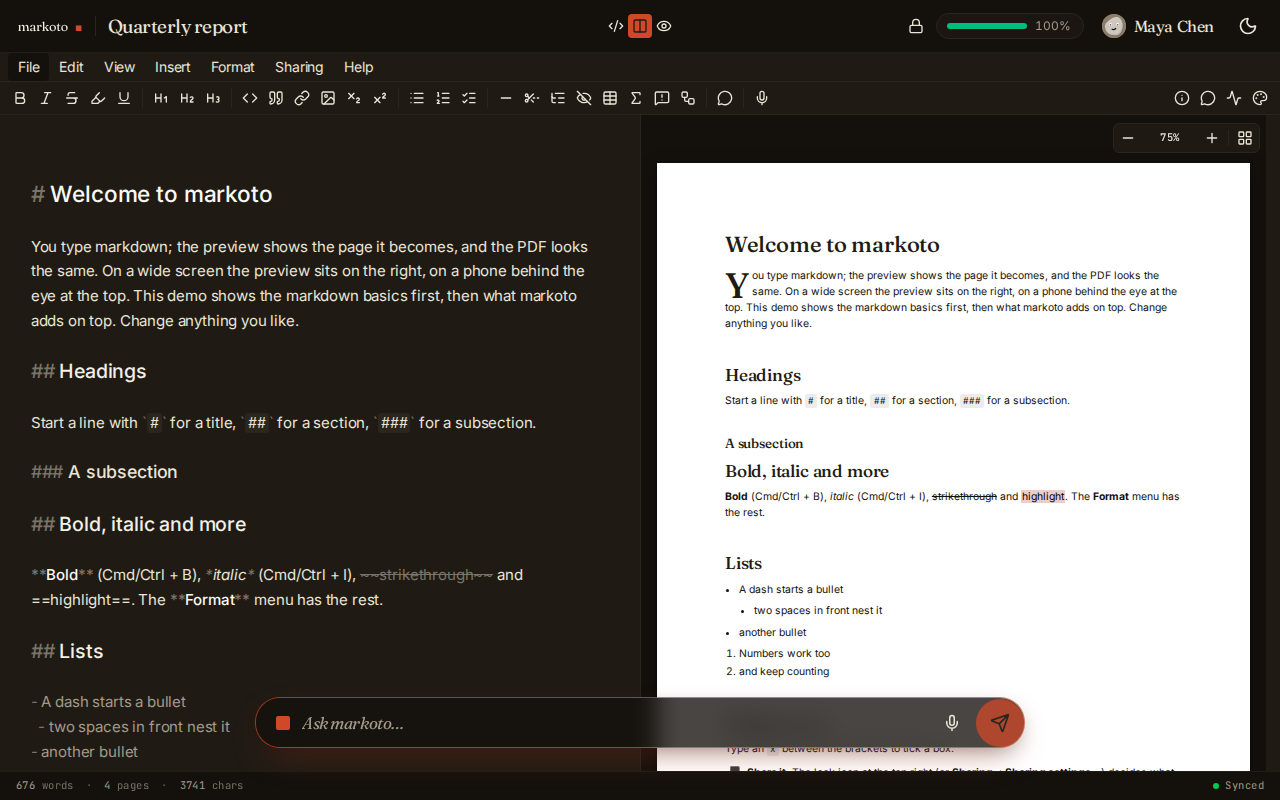 markoto
Quarterly report
100%
Maya Chen
File Edit View Insert Format Sharing Help
H1 H2 H3
75%
# Welcome to markoto
You type markdown; the preview shows the page it becomes, and the PDF looks
the same. On a wide screen the preview sits on the right, on a phone behind the
eye at the top. This demo shows the markdown basics first, then what markoto
adds on top. Change anything you like.
## Headings
Start a line with `#` for a title, `##` for a section, `###` for a subsection.
### A subsection
## Bold, italic and more
**Bold** (Cmd/Ctrl + B), *italic* (Cmd/Ctrl + I), ~~strikethrough~~ and
==highlight==. The **Format** menu has the rest.
## Lists
- A dash starts a bullet
- two spaces in front nest it
- another bullet
Welcome to markoto
You type markdown; the preview shows the page it becomes, and the PDF looks the
same. On a wide screen the preview sits on the right, on a phone behind the eye at the
top. This demo shows the markdown basics first, then what markoto adds on top. Change
anything you like.
Headings
Start a line with # for a title, ## for a section, ### for a subsection.
A subsection
Bold, italic and more
Bold (Cmd/Ctrl + B), italic (Cmd/Ctrl + I), strikethrough and highlight. The Format menu has
the rest.
Lists
• A dash starts a bullet
• two spaces in front nest it
• another bullet
1. Numbers work too
2. and keep counting
Type an x between the brackets to tick a box.
Ask markoto...
676 words · 4 pages · 3741 chars
Synced